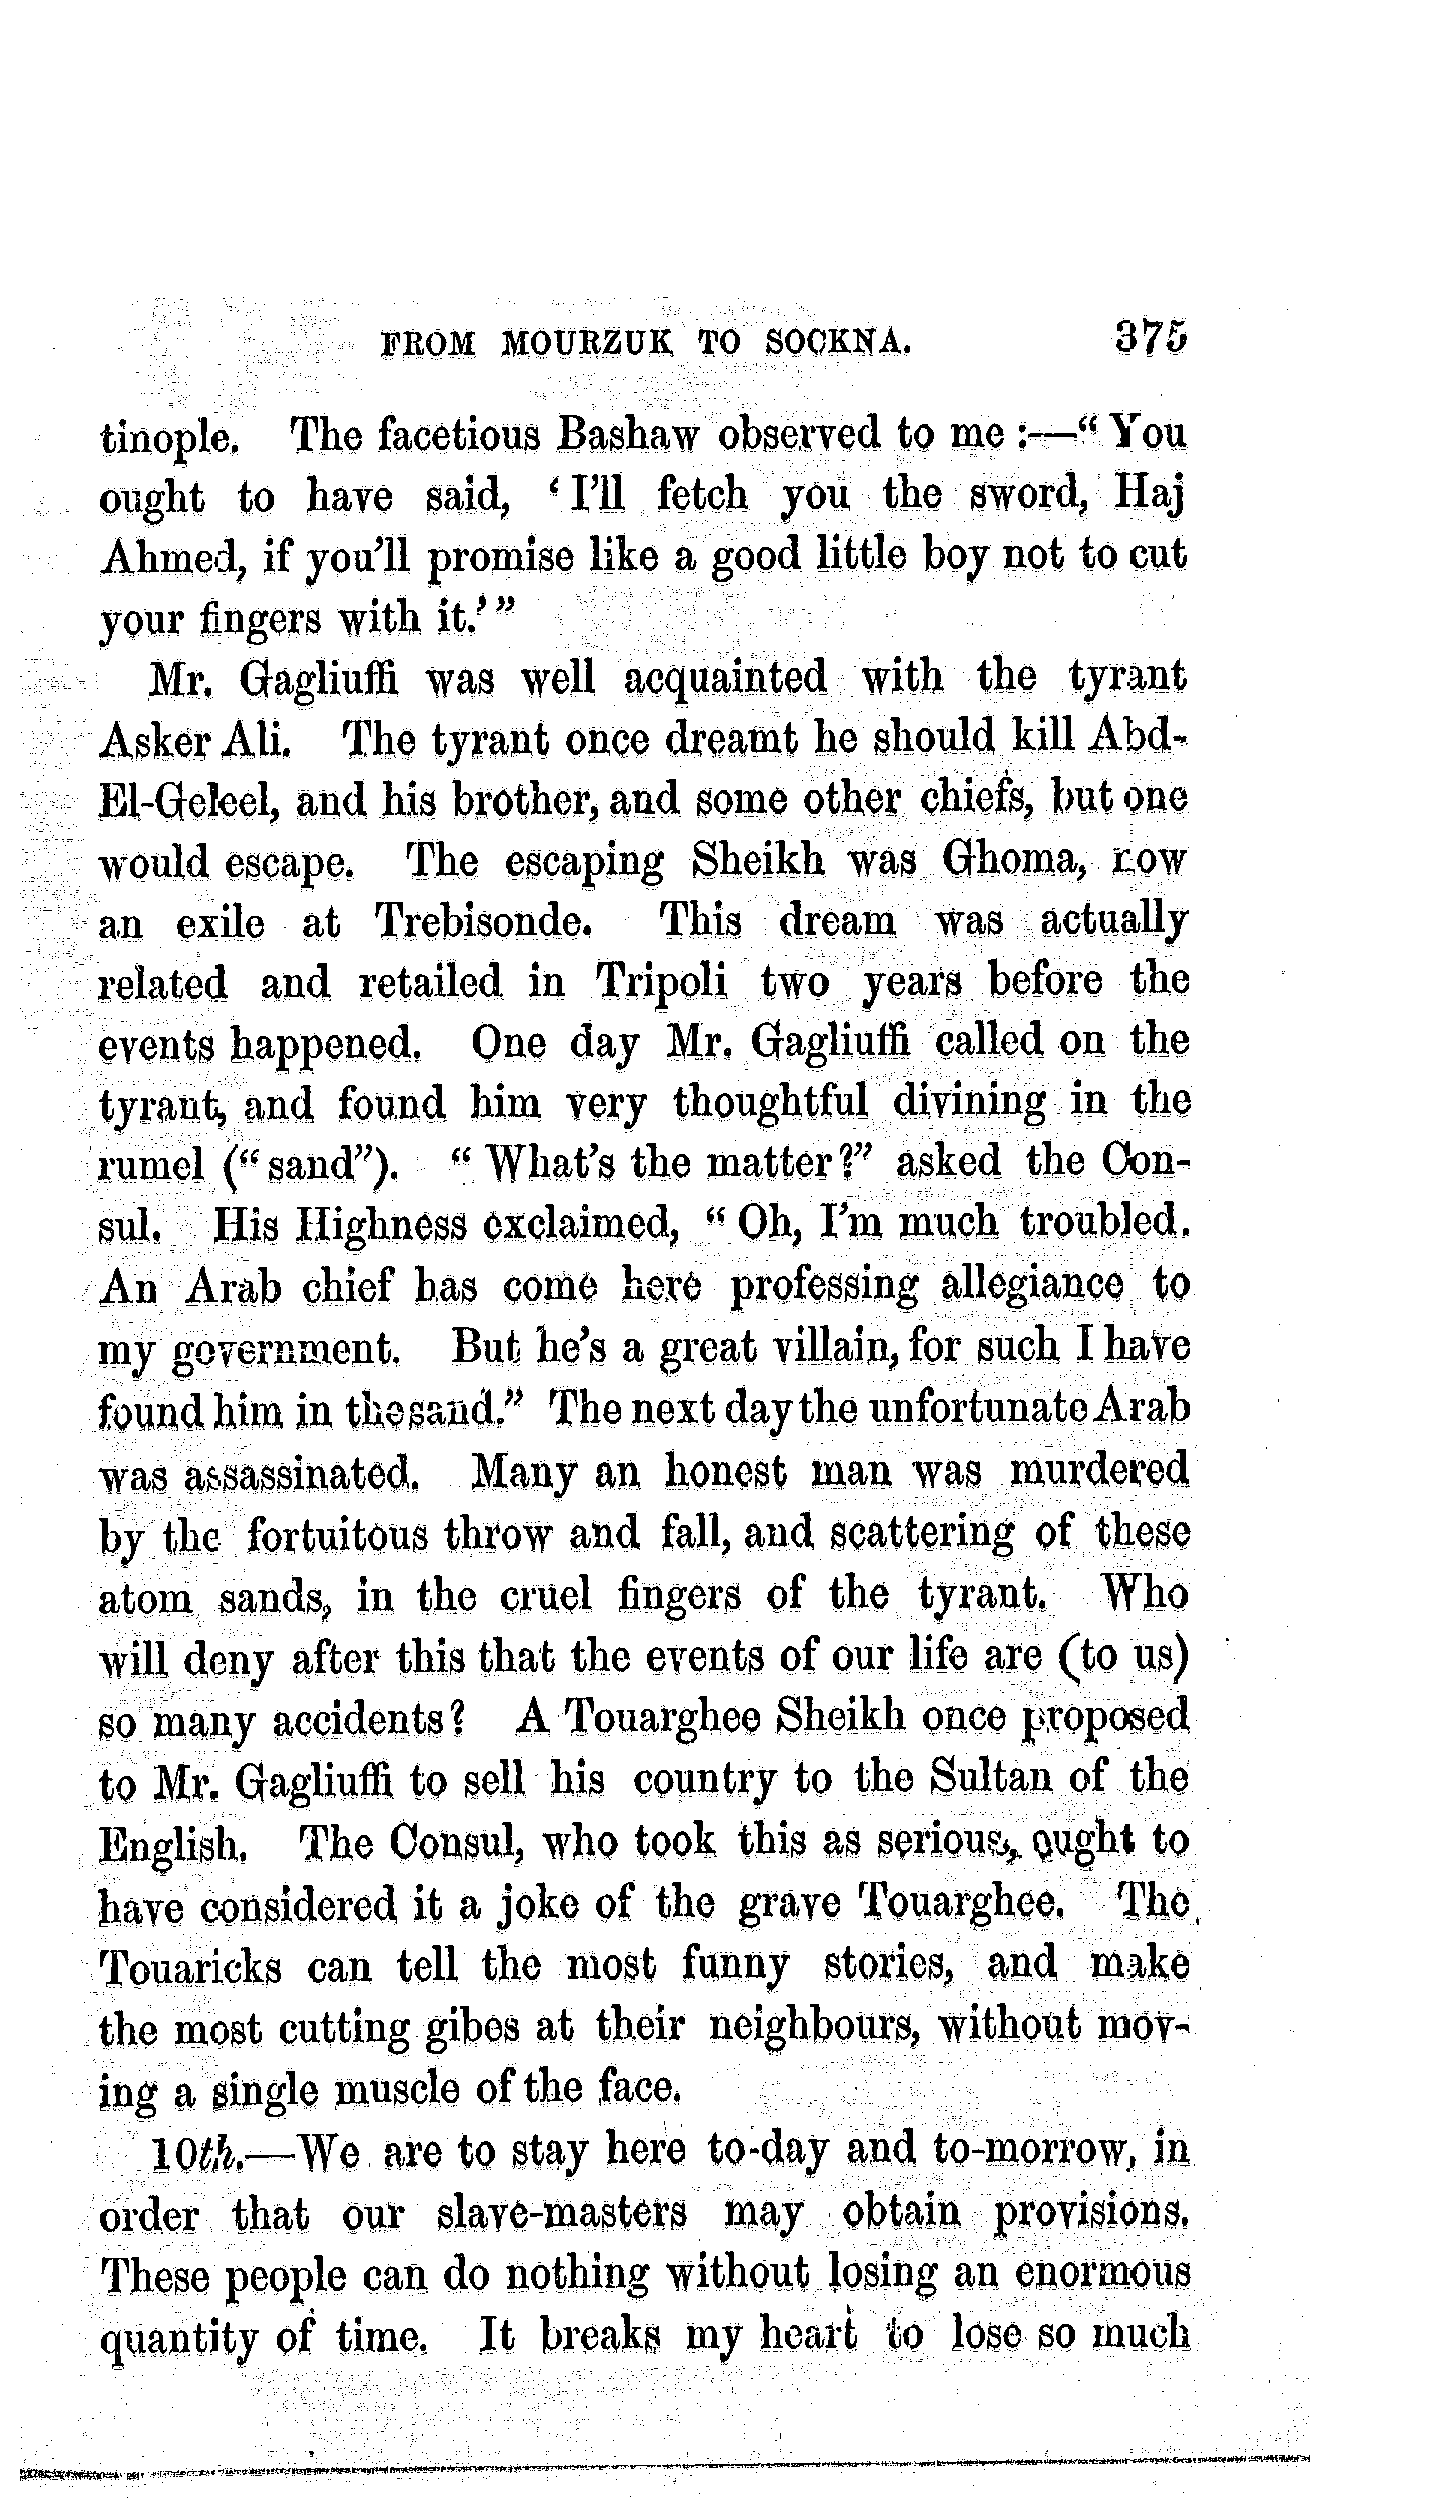 FROM MOURZUK TO SOCKNA. 375
tinople. The facetious Bashaw observed to me :—“ You
ought to have said, ‘ I’ll fetch you the sword, Haj
Ahmed, if you’ll promise like a good little boy not to cut
your fingers with it.’ ”
Mr. Gagliuffi was well acquainted with the tyrant
Asker Ali. The tyrant once dreamt he should kill Abd-
El-Geleel, and his brother, and some other chiefs, but one
would escape. The escaping Sheikh was Ghoma, now
an exile at Trebisonde. This dream was actually
related and retailed in Tripoli two years before the
events happened. One day Mr. Gagliuffi called on the
tyrant, and found him very thoughtful divining in the
rumel (“ sand”). “ What’s the matter?” asked the Con-
sul. His Highness exclaimed, “ Oh, I’m much troubled.
An Arab chief has come here professing allegiance to
my government. But he’s a great villain, for such I have
found him in the sand.” The next day the unfortunate Arab
was assassinated. Many an honest man was murdered
by the fortuitous throw and fall, and scattering of these
atom sands, in the cruel fingers of the tyrant. Who
will deny after this that the events of our life are (to us)
so many accidents? A Touarghee Sheikh once proposed
to Mr. Gagliuffi to sell his country to the Sultan of the
English. The Consul, who took this as serious, ought to
have considered it a joke of the grave Touarghee. The
Touaricks can tell the most funny stories, and make
the most cutting gibes at their neighbours, without mov-
ing a single muscle of the face.
10th.—We are to stay here to-day and to-morrow, in
order that our slave-masters may obtain provisions.
These people can do nothing without losing an enormous
quantity of time. It breaks my heart to lose so much